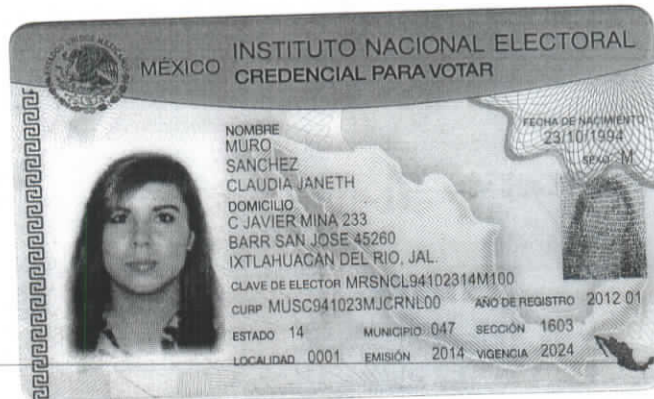 MÉXICO
INSTITUTO NACIONAL ELECTORAL
CREDENCIAL PARA VOTAR
NOMBRE
MURO
SANCHEZ
CLAUDIA JANETH
FECHA DE NACIMIENTO
23/10/1994
SEXO M
DOMICILIO
C JAVIER MINA 233
BARR SAN JOSE 45260
IXTLAHUACAN DEL RIO, JAL.
CLAVE DE ELECTOR MRSNCL94102314M100
CURP MUSC941023MJCRNL00 AÑO DE REGISTRO 2012 01
ESTADO 14 MUNICIPIO 047 SECCIÓN 1603
LOCALIDAD 0001 EMISIÓN 2014 VIGENCIA 2024